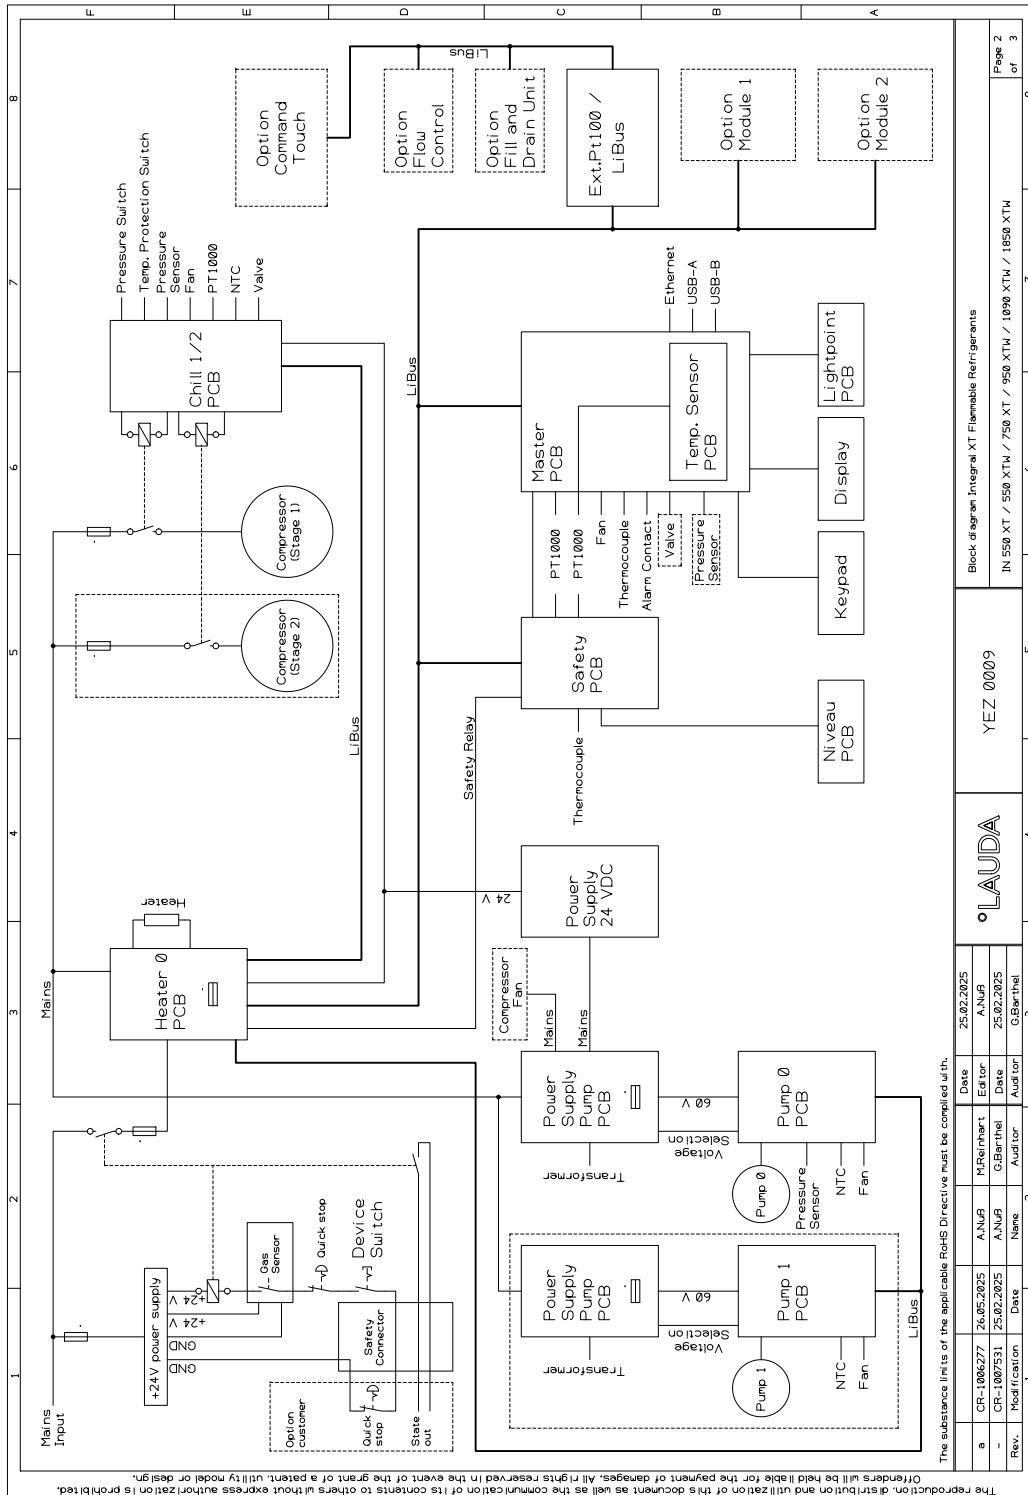 F
E
D
C
B
A
8
7
6
5
4
3
2
1
Option
Command
Touch
LiBus
Option
Flow
Control
Option
Fill and
Drain Unit
Ext.Pt100 /
LiBus
Option
Module 1
Option
Module 2
Pressure Switch
Temp. Protection Switch
Pressure
Sensor
Fan
PT1000
NTC
Valve
Chill 1/2
PCB
LiBus
Ethernet
USB-A
USB-B
Master
PCB
Temp. Sensor
PCB
Lightpoint
PCB
Display
Keypad
Niveau
PCB
Compressor
(Stage 1)
Compressor
(Stage 2)
PT1000
PT1000
Fan
Thermocouple
Alarm Contact
Valve
Pressure
Sensor
Safety
PCB
Thermocouple
LiBus
Safety Relay
24 V
Power
Supply
24 VDC
Mains
Heater
Heater 0
PCB
Compressor
Fan
Mains
Mains
Power
Supply
Pump
PCB
Transformer
60 V
Voltage
Selection
Pump 0
PCB
Pump 0
Pressure
Sensor
NTC
Fan
Power
Supply
Pump
PCB
Transformer
60 V
Voltage
Selection
Pump 1
PCB
Pump 1
NTC
Fan
LiBus
Mains
Input
+24V power supply
+24 V
+24 V
GND
GND
Gas
Sensor
Quick stop
Device
Switch
Safety
Connector
Option
customer
Quick
stop
State
out
The substance limits of the applicable RoHS Directive must be complied with.
a CR-1006277 26.05.2025 A.Nuß M.Reinhart
- CR-1007531 25.02.2025 A.Nuß G.Barthel
Rev. Modification Date Name Auditor
Date 25.02.2025
Editor A.Nuß
Date 25.02.2025
Auditor G.Barthel
LAUDA
YEZ 0009
Block diagram Integral XT Flammable Refrigerants
IN 550 XT / 550 XTW / 750 XT / 950 XTW / 1090 XTW / 1850 XTW
Page 2
of 3
The reproduction, distribution and utilization of this document as well as the communication of its contents to others without express authorization is prohibited.
Offenders will be held liable for the payment of damages. All rights reserved in the event of the grant of a patent, utility model or design.